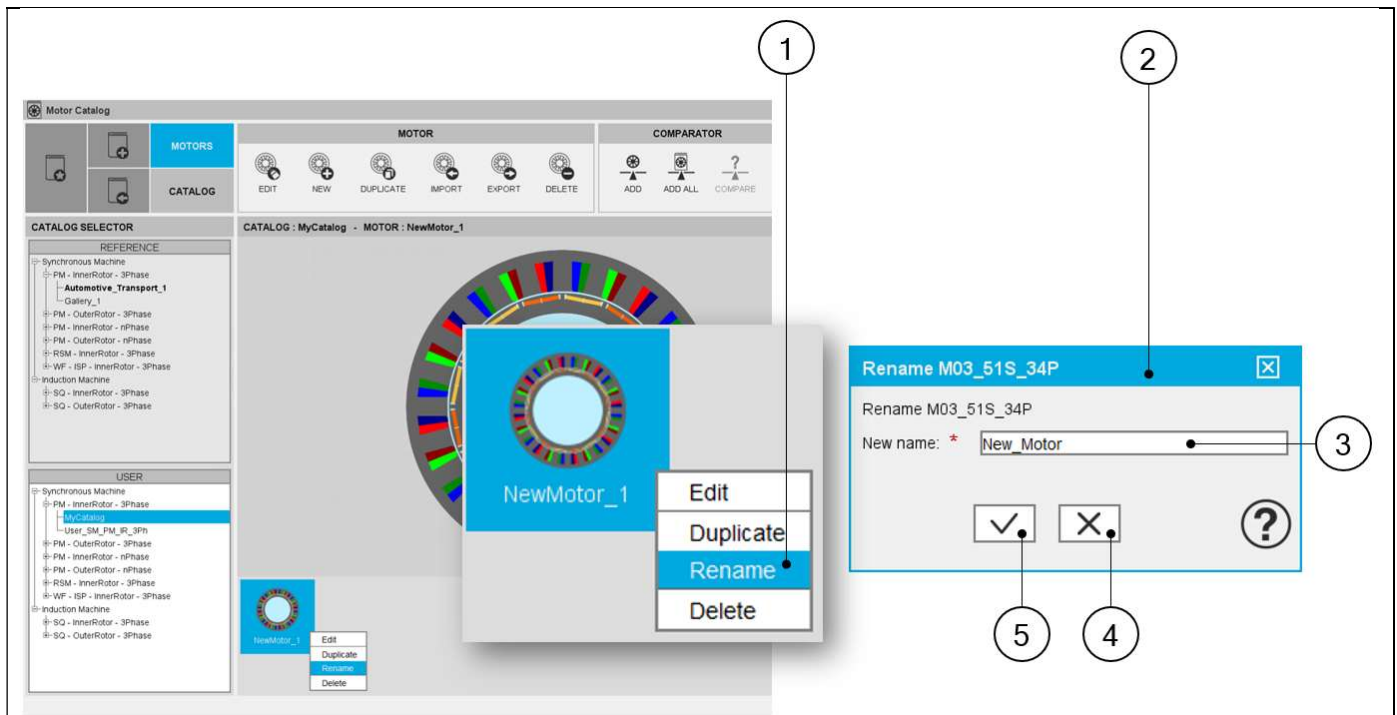 1
2
Motor Catalog
MOTORS
CATALOG
MOTOR
EDIT
NEW
DUPLICATE
IMPORT
EXPORT
DELETE
COMPARATOR
?
ADD
ADD ALL
COMPARE
CATALOG SELECTOR
REFERENCE
Synchronous Machine
PM - InnerRotor - 3Phase
Automotive_Transport_1
Gallery_1
PM - OuterRotor - 3Phase
PM - InnerRotor - nPhase
PM - OuterRotor - nPhase
RSM - InnerRotor - 3Phase
WF - ISP - InnerRotor - 3Phase
Induction Machine
SQ - InnerRotor - 3Phase
SQ - OuterRotor - 3Phase
USER
Synchronous Machine
PM - InnerRotor - 3Phase
MyCatalog
User_SM_PM_IR_3Ph
PM - OuterRotor - 3Phase
PM - InnerRotor - nPhase
PM - OuterRotor - nPhase
RSM - InnerRotor - 3Phase
WF - ISP - InnerRotor - 3Phase
Induction Machine
SQ - InnerRotor - 3Phase
SQ - OuterRotor - 3Phase
CATALOG : MyCatalog - MOTOR : NewMotor_1
NewMotor_1
Edit
Duplicate
Rename
Delete
NewMotor_1
Edit
Duplicate
Rename
Delete
Rename M03_51S_34P
Rename M03_51S_34P
New name: * New_Motor
?
3
5
4